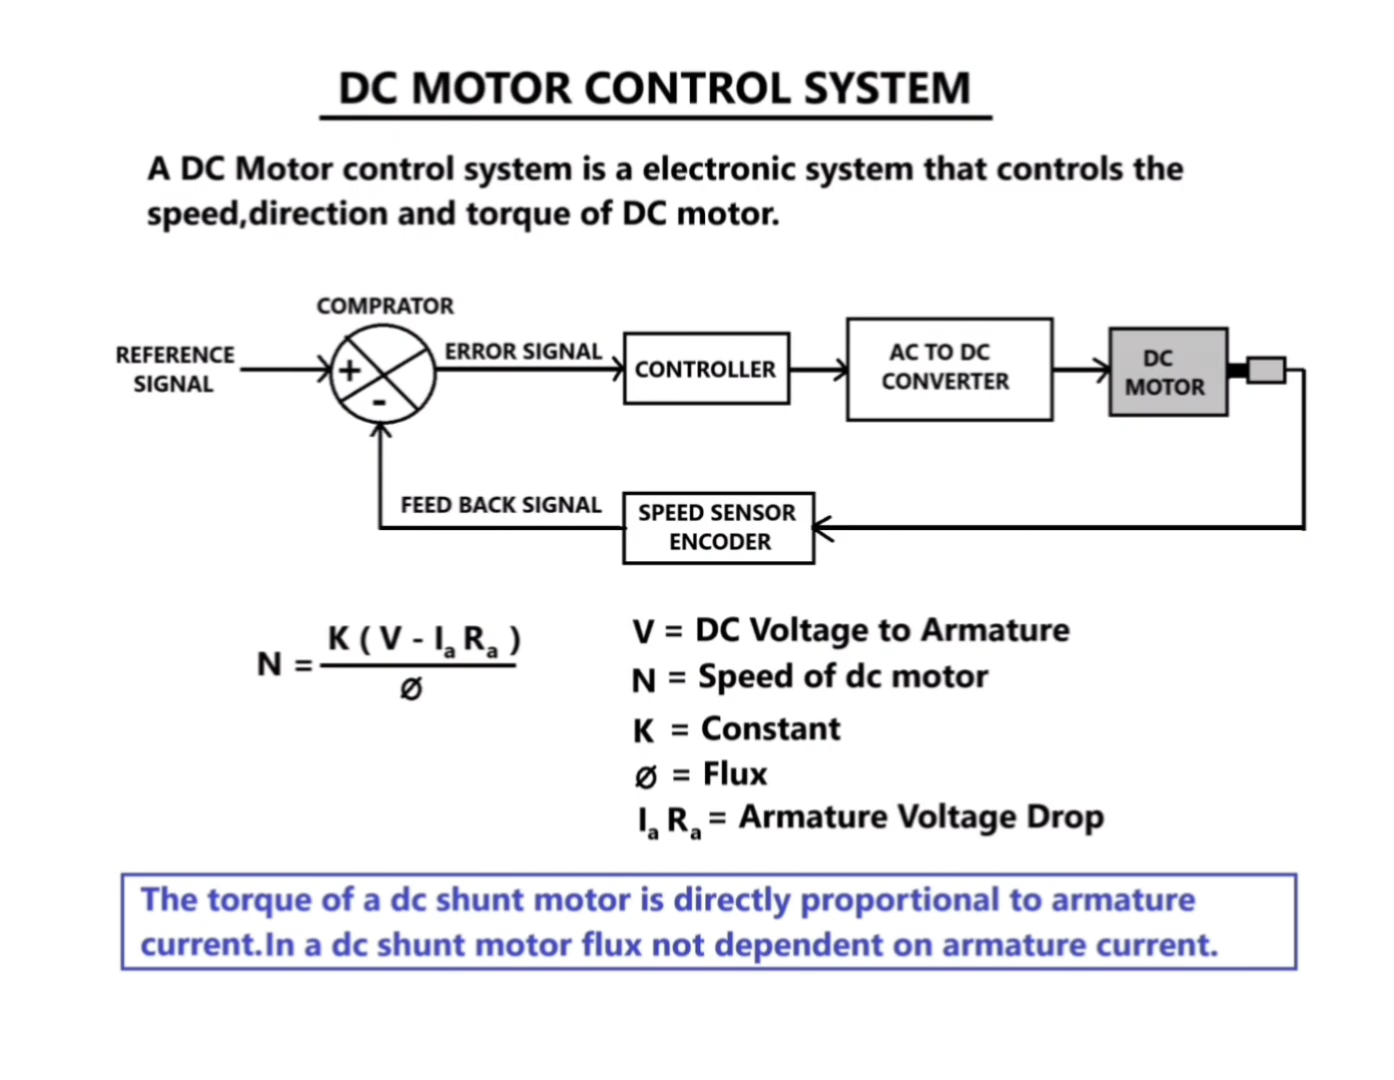 DC MOTOR CONTROL SYSTEM
A DC Motor control system is a electronic system that controls the
speed,direction and torque of DC motor.
COMPRATOR
REFERENCE
SIGNAL
+
-
ERROR SIGNAL
CONTROLLER
AC TO DC
CONVERTER
DC
MOTOR
FEED BACK SIGNAL
SPEED SENSOR
ENCODER
N = K ( V - Ia Ra )
Ø
V = DC Voltage to Armature
N = Speed of dc motor
K = Constant
Ø = Flux
Ia Ra = Armature Voltage Drop
The torque of a dc shunt motor is directly proportional to armature
current.In a dc shunt motor flux not dependent on armature current.